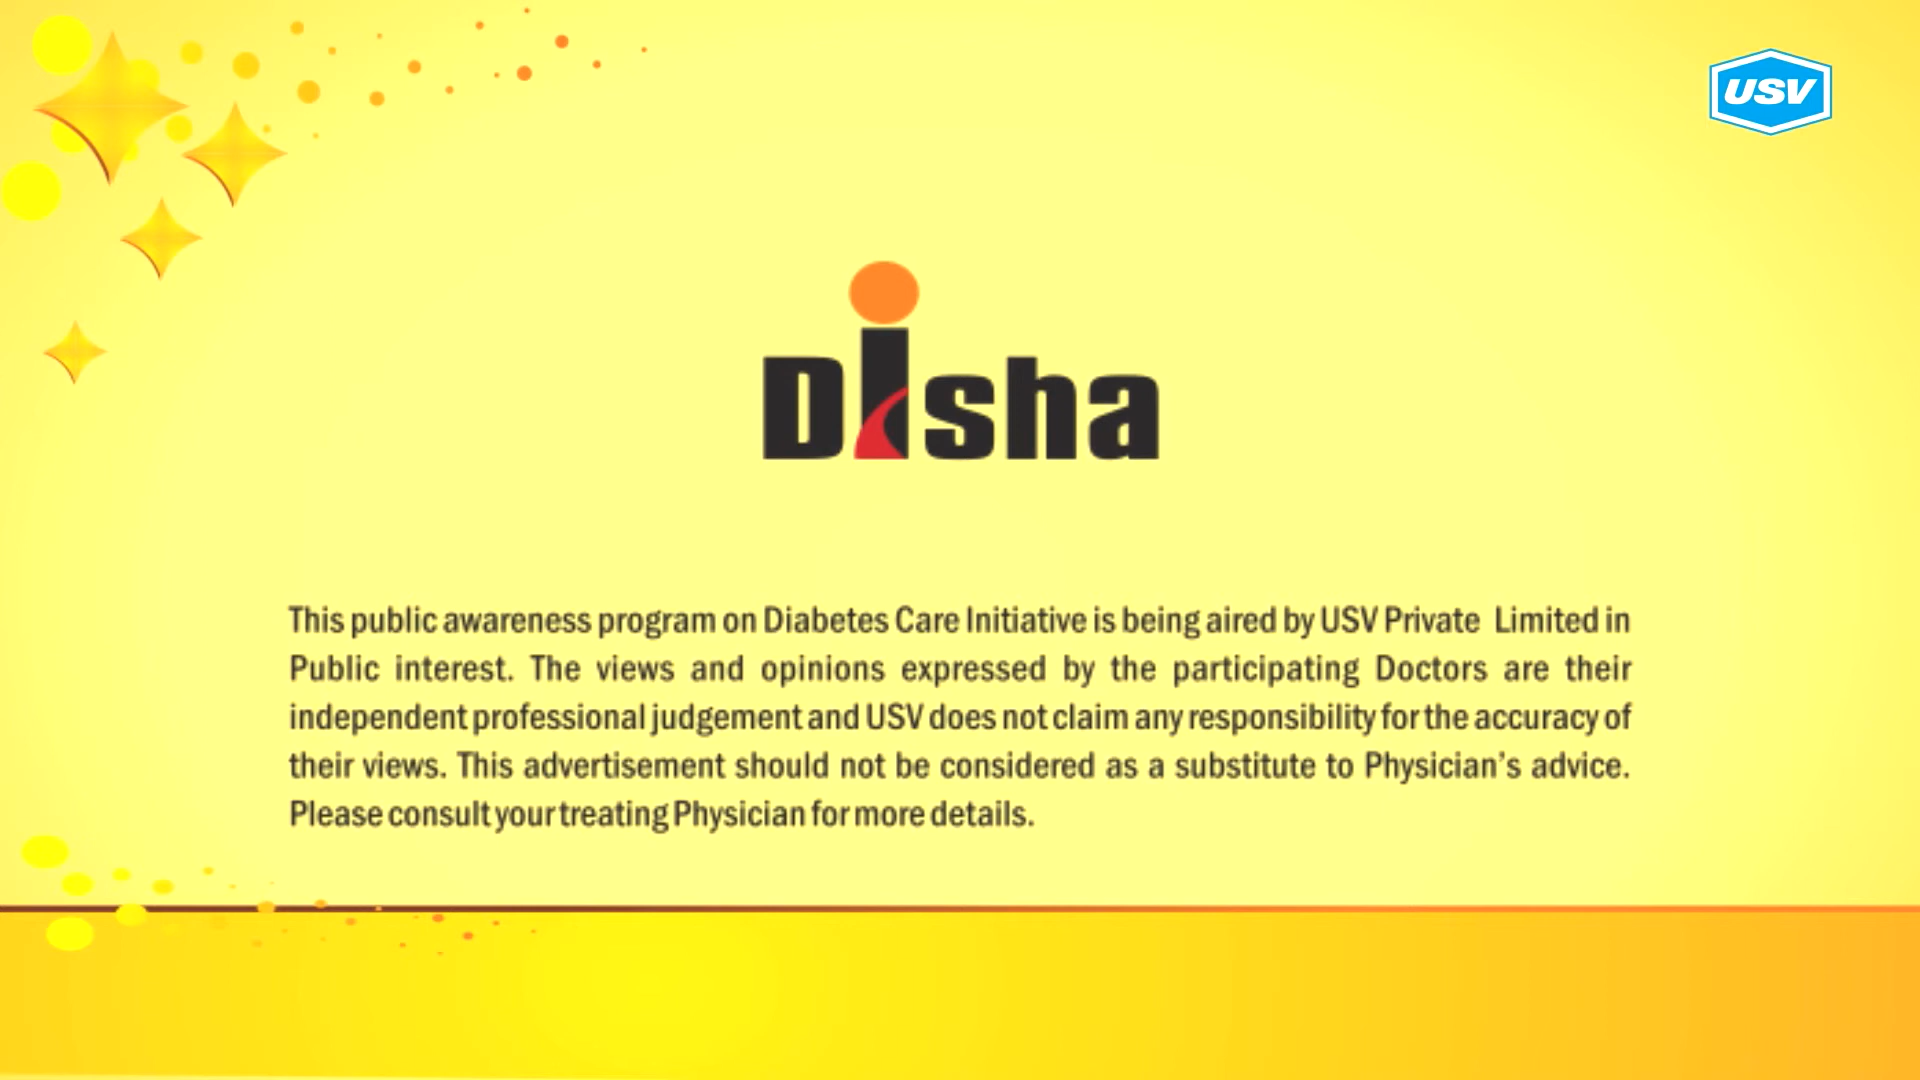 USV
Disha
This public awareness program on Diabetes Care Initiative is being aired by USV Private Limited in
Public interest. The views and opinions expressed by the participating Doctors are their
independent professional judgement and USV does not claim any responsibility for the accuracy of
their views. This advertisement should not be considered as a substitute to Physician’s advice.
Please consult your treating Physician for more details.